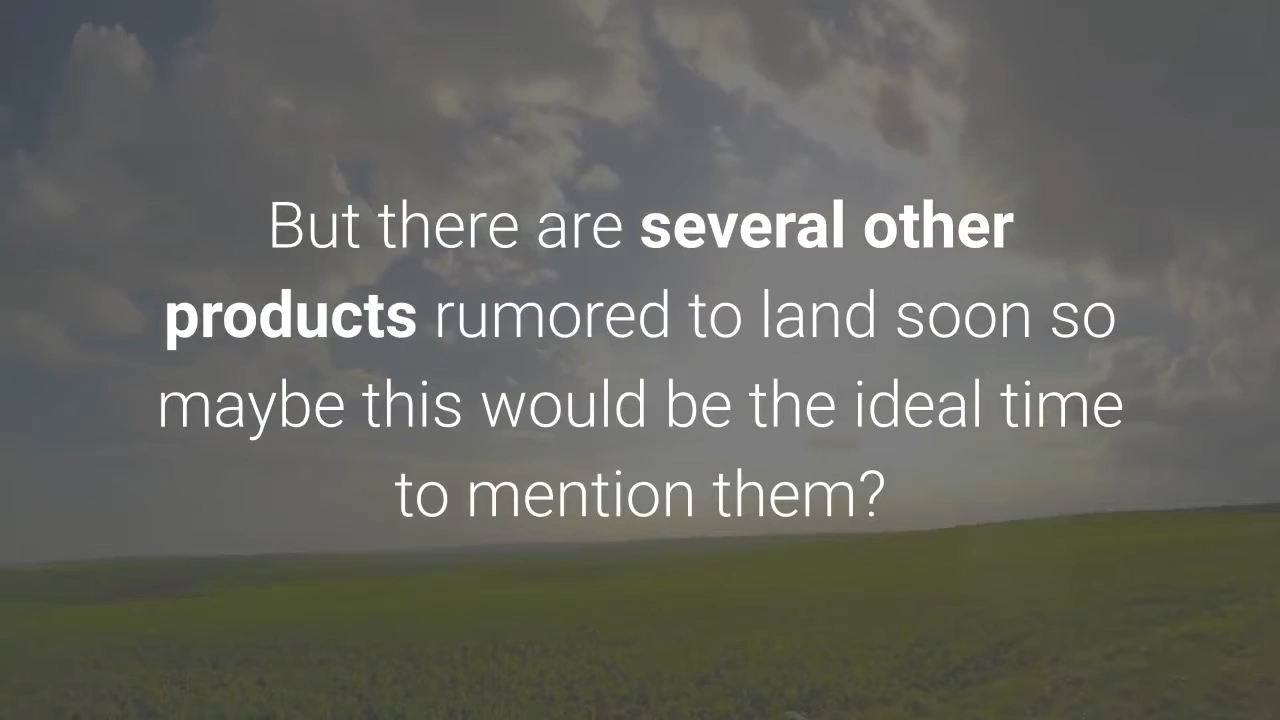 But there are several other
products rumored to land soon so
maybe this would be the ideal time
to mention them?